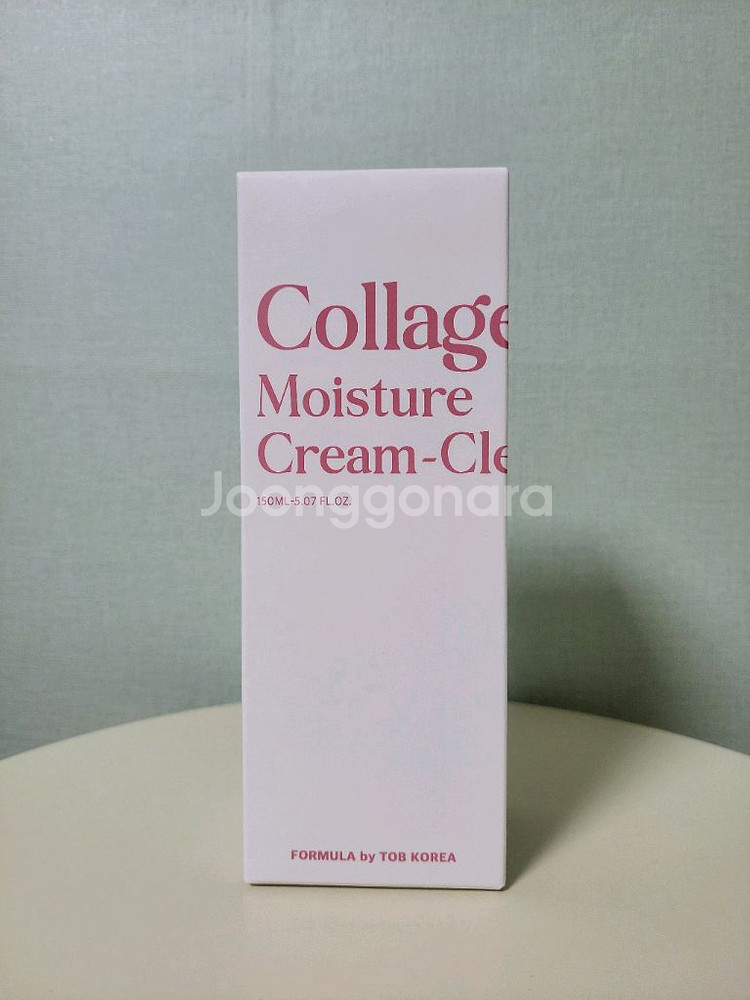 Collage
Moisture
Cream-Cle
150ML-5.07 FL.OZ.
Joonggonara
FORMULA by TOB KOREA